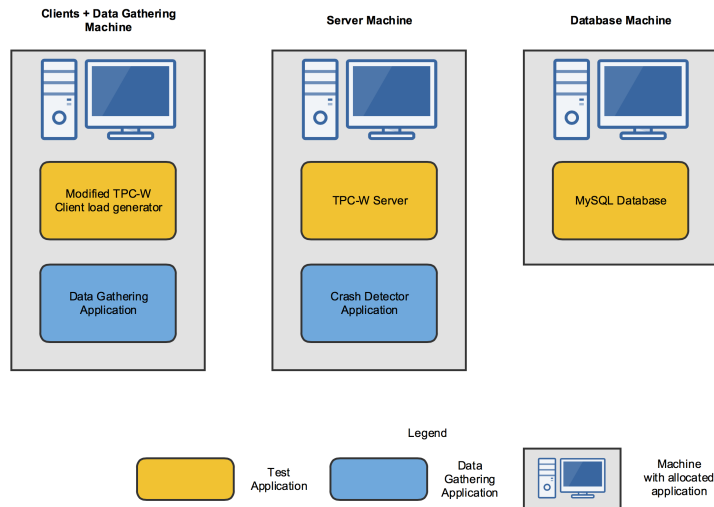 Clients + Data Gathering
Machine
Server Machine
Database Machine
Modified TPC-W
Client load generator
TPC-W Server
MySQL Database
Data Gathering
Application
Crash Detector
Application
Legend
Test
Application
Data
Gathering
Application
Machine
with allocated
application